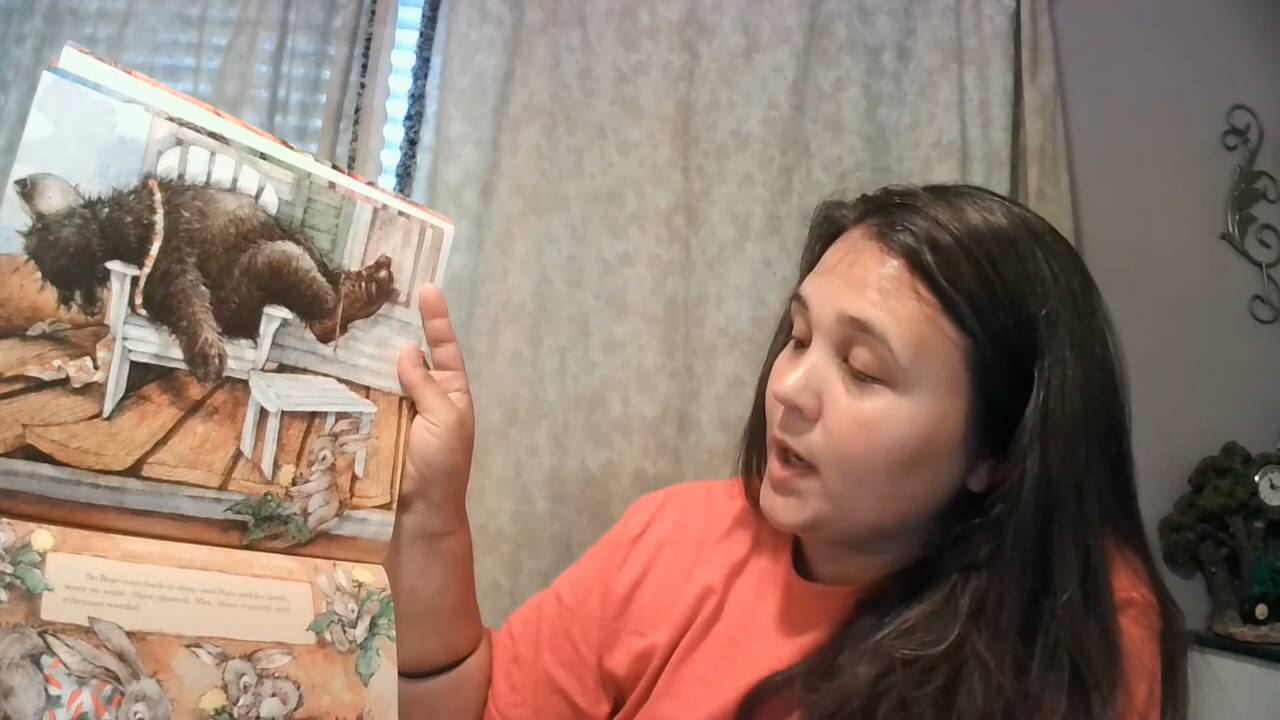 So Bear went back to sleep, and Hare and his family
went to work. Hare planted, Mrs. Hare watered, and
everyone weeded.